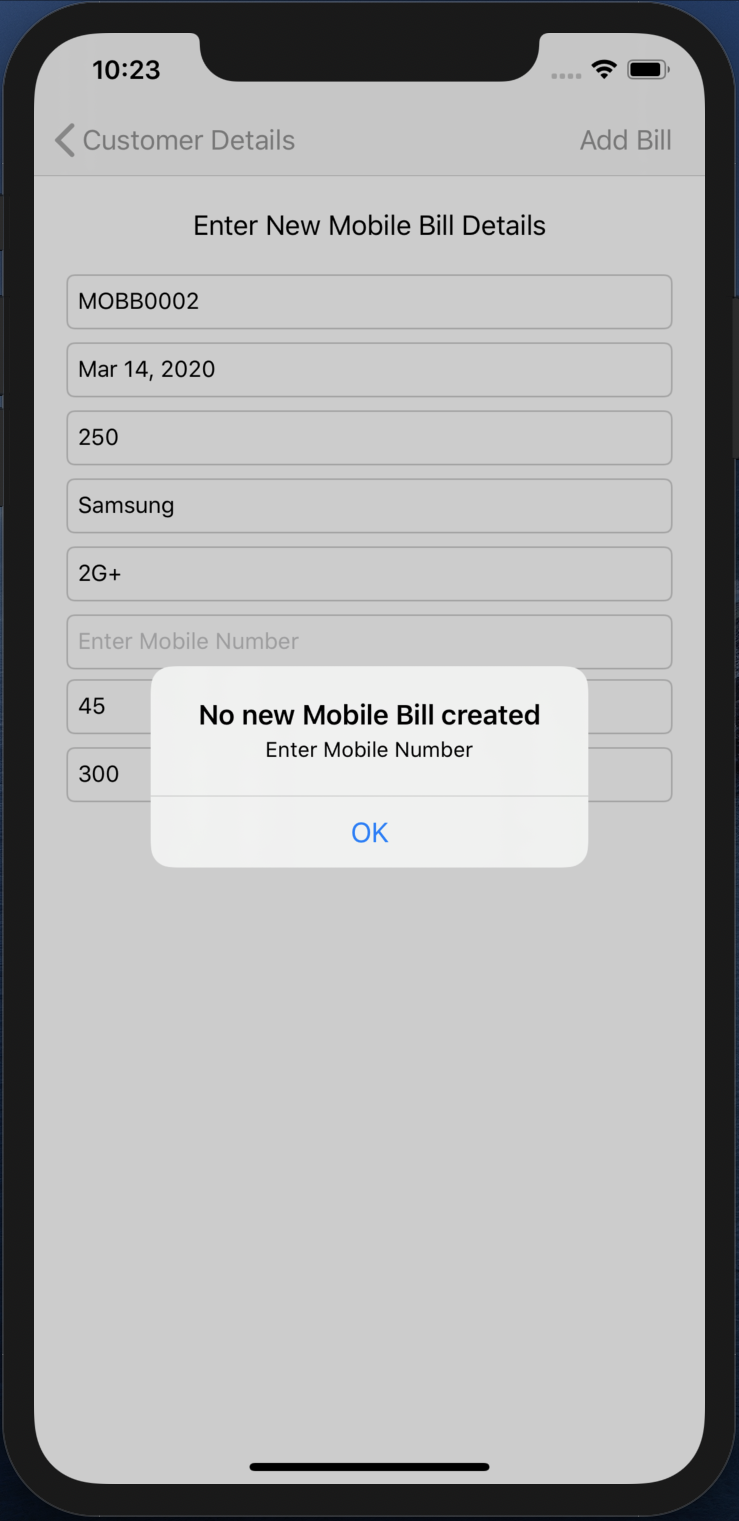 10:23
Customer Details
Add Bill
Enter New Mobile Bill Details
MOBB0002
Mar 14, 2020
250
Samsung
2G+
Enter Mobile Number
45
300
No new Mobile Bill created
Enter Mobile Number
OK